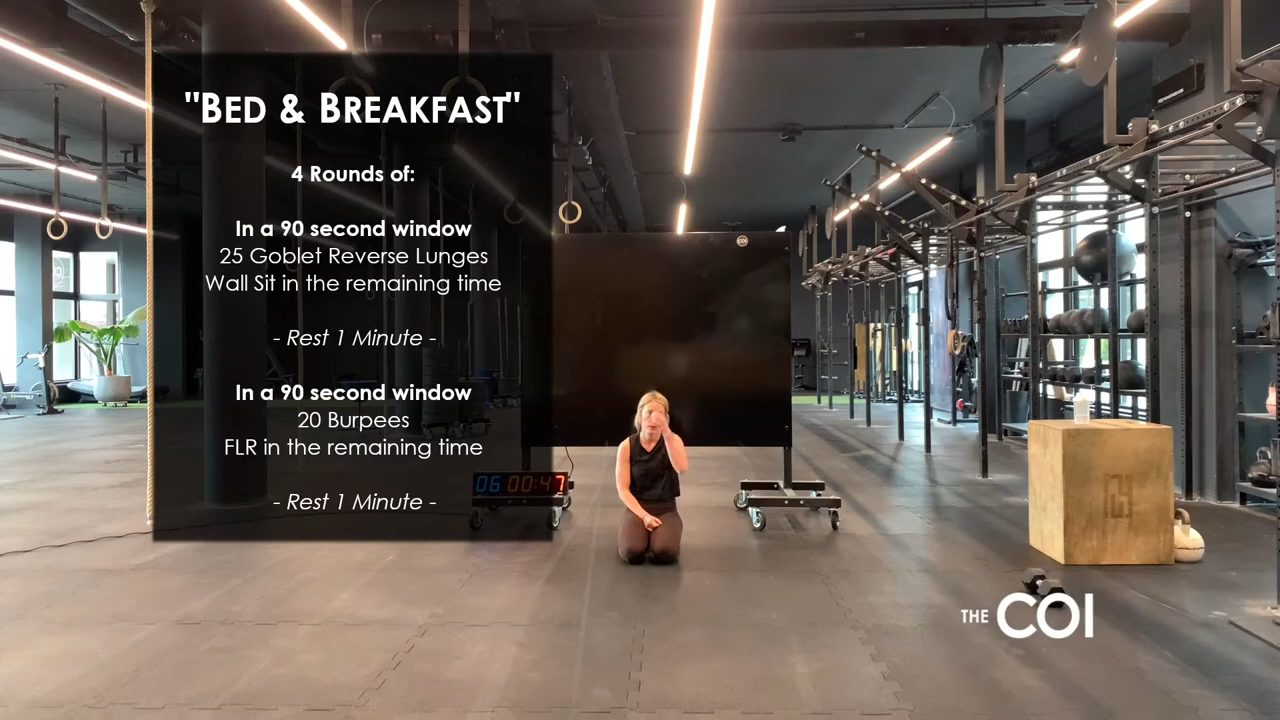 "BED & BREAKFAST"
4 Rounds of:
In a 90 second window
25 Goblet Reverse Lunges
Wall Sit in the remaining time
- Rest 1 Minute -
In a 90 second window
20 Burpees
FLR in the remaining time
- Rest 1 Minute -
06 00:47
COI
THE COI